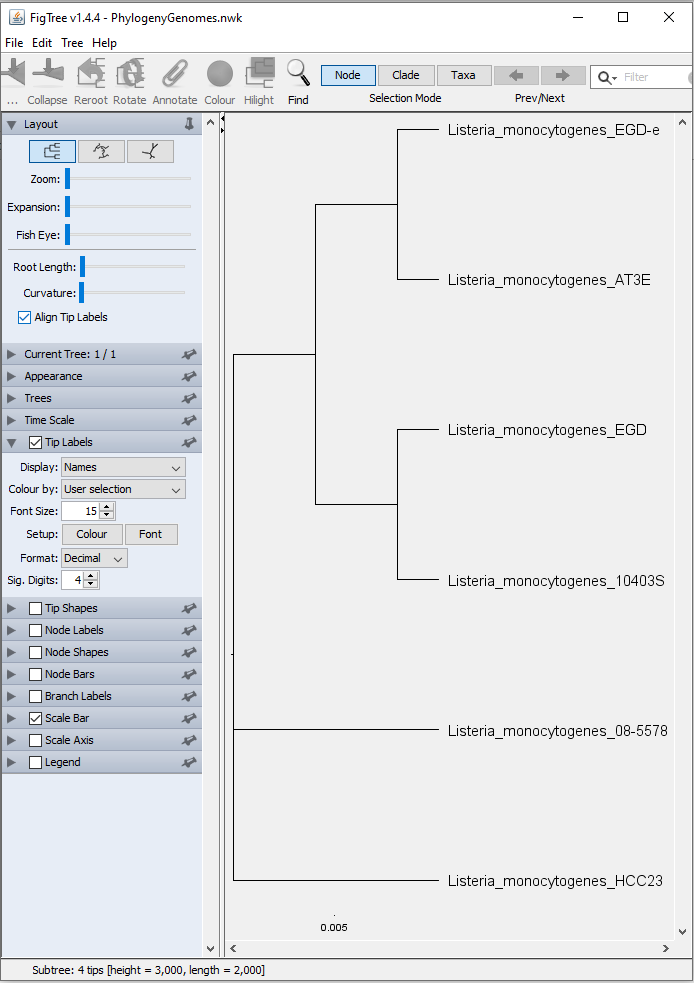 FigTree v1.4.4 - PhylogenyGenomes.nwk
File Edit Tree Help
... Collapse Reroot Rotate Annotate Colour Hilight Find
Node Clade Taxa
Selection Mode
Prev/Next
Filter
Layout
Zoom:
Expansion:
Fish Eye:
Root Length:
Curvature:
Align Tip Labels
Current Tree: 1 / 1
Appearance
Trees
Time Scale
Tip Labels
Display: Names
Colour by: User selection
Font Size: 15
Setup: Colour Font
Format: Decimal
Sig. Digits: 4
Tip Shapes
Node Labels
Node Shapes
Node Bars
Branch Labels
Scale Bar
Scale Axis
Legend
Listeria_monocytogenes_EGD-e
Listeria_monocytogenes_AT3E
Listeria_monocytogenes_EGD
Listeria_monocytogenes_10403S
Listeria_monocytogenes_08-5578
Listeria_monocytogenes_HCC23
0.005
Subtree: 4 tips [height = 3,000, length = 2,000]